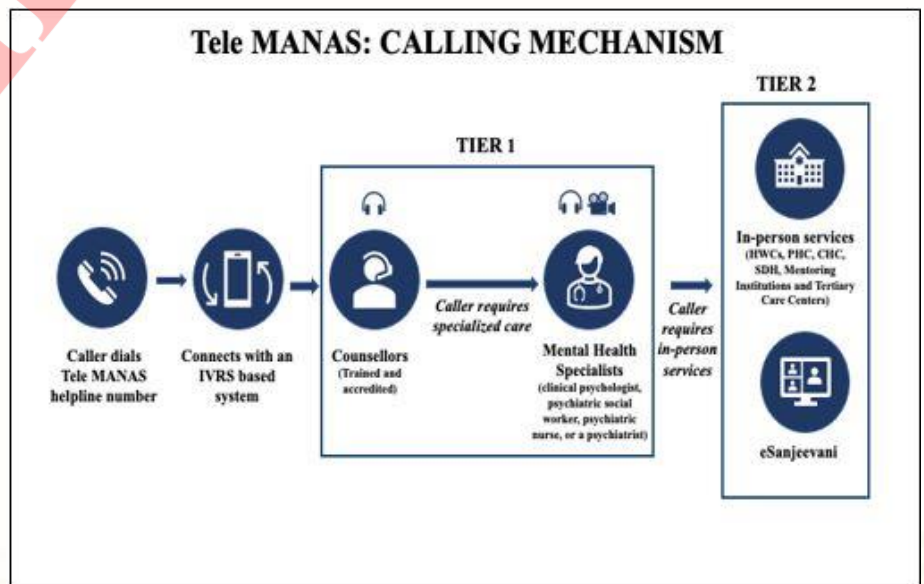 Tele MANAS: CALLING MECHANISM
TIER 1
TIER 2
Caller dials
Tele MANAS
helpline number
Connects with an
IVRS based
system
Counsellors
(Trained and
accredited)
Caller requires
specialized care
Mental Health
Specialists
(clinical psychologist,
psychiatric social
worker, psychiatric
nurse, or a psychiatrist)
Caller
requires
in-person
services
In-person services
(HWCs, PHC, CHC,
SDH, Mentoring
Institutions and Tertiary
Care Centers)
eSanjeevani